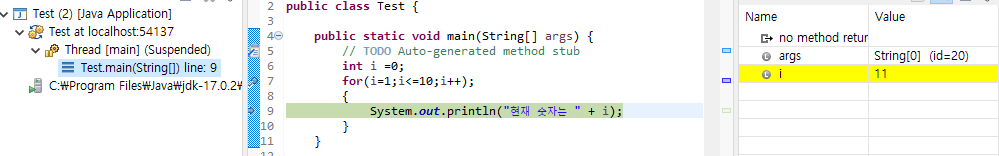 Test (2) [Java Application]
Test at localhost:54137
Thread [main] (Suspended)
Test.main(String[]) line: 9
C:₩Program Files₩Java₩jdk-17.0.2₩
2 public class Test {
3
4 public static void main(String[] args) {
5 // TODO Auto-generated method stub
6 int i =0;
7 for(i=1;i<=10;i++);
8 {
9 System.out.println("현재 숫자는 " + i);
10 }
11 }
12
Name Value
no method retur
args String[0] (id=20)
i 11